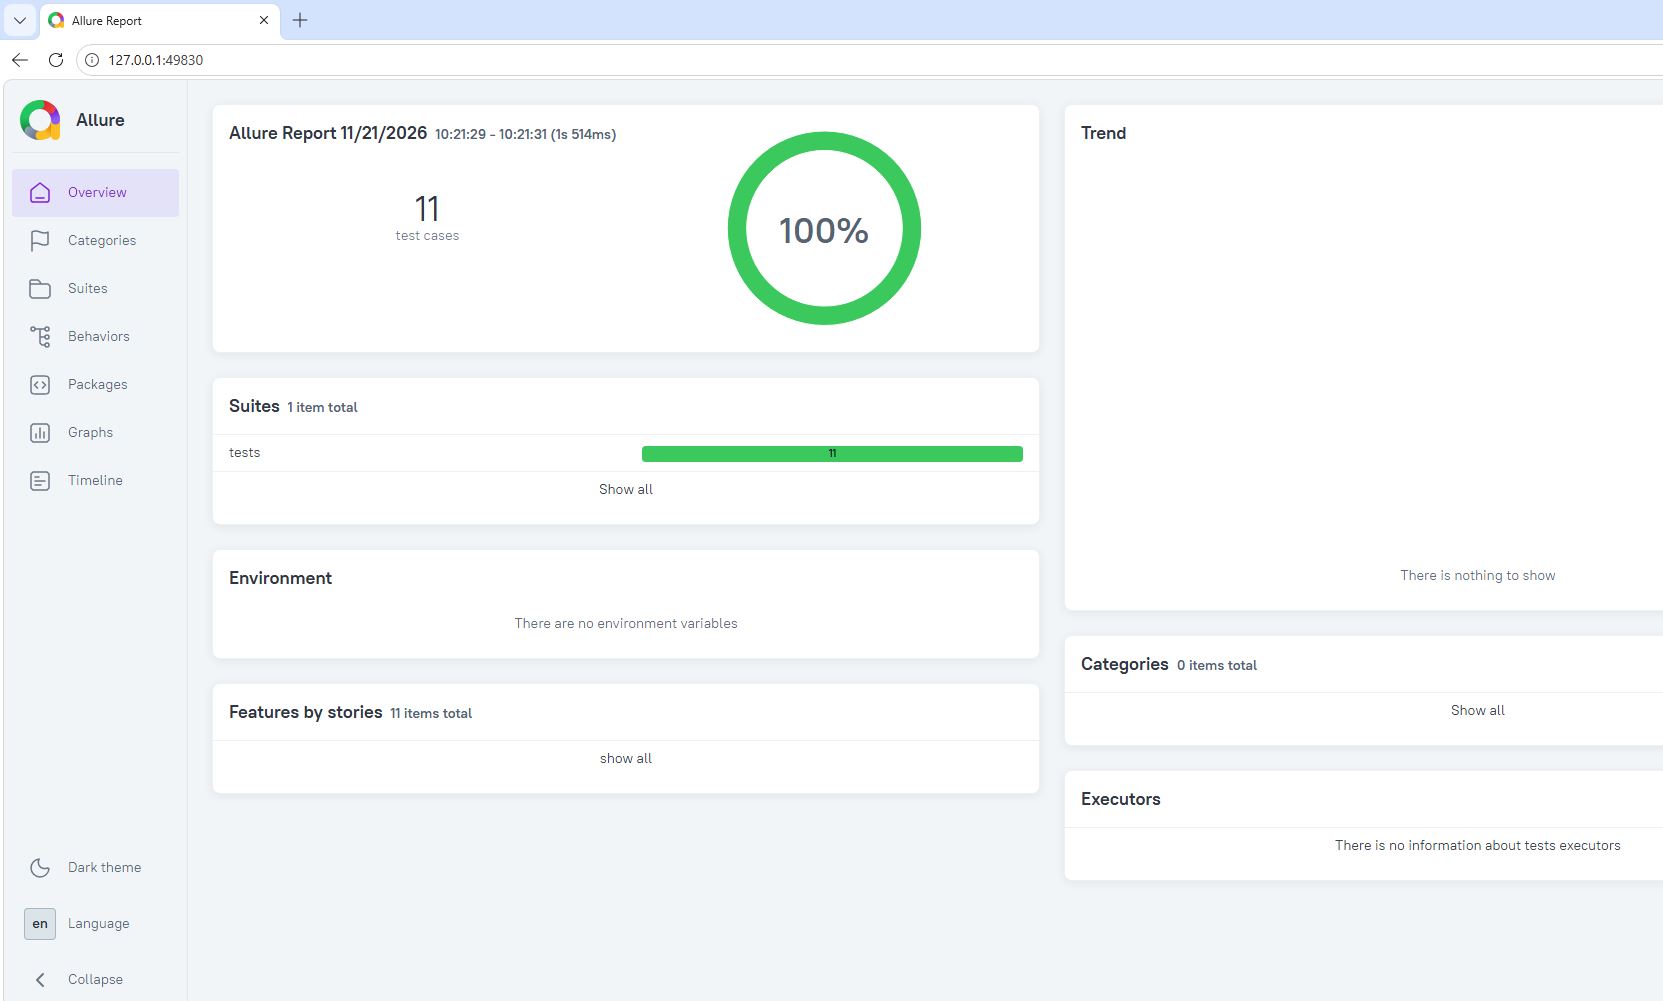 Allure Report
127.0.0.1:49830
Allure
Overview
Categories
Suites
Behaviors
Packages
Graphs
Timeline
Dark theme
en Language
Collapse
Allure Report 11/21/2026 10:21:29 - 10:21:31 (1s 514ms)
11
test cases
100%
Suites 1 item total
tests 11
Show all
Environment
There are no environment variables
Features by stories 11 items total
show all
Trend
There is nothing to show
Categories 0 items total
Show all
Executors
There is no information about tests executors